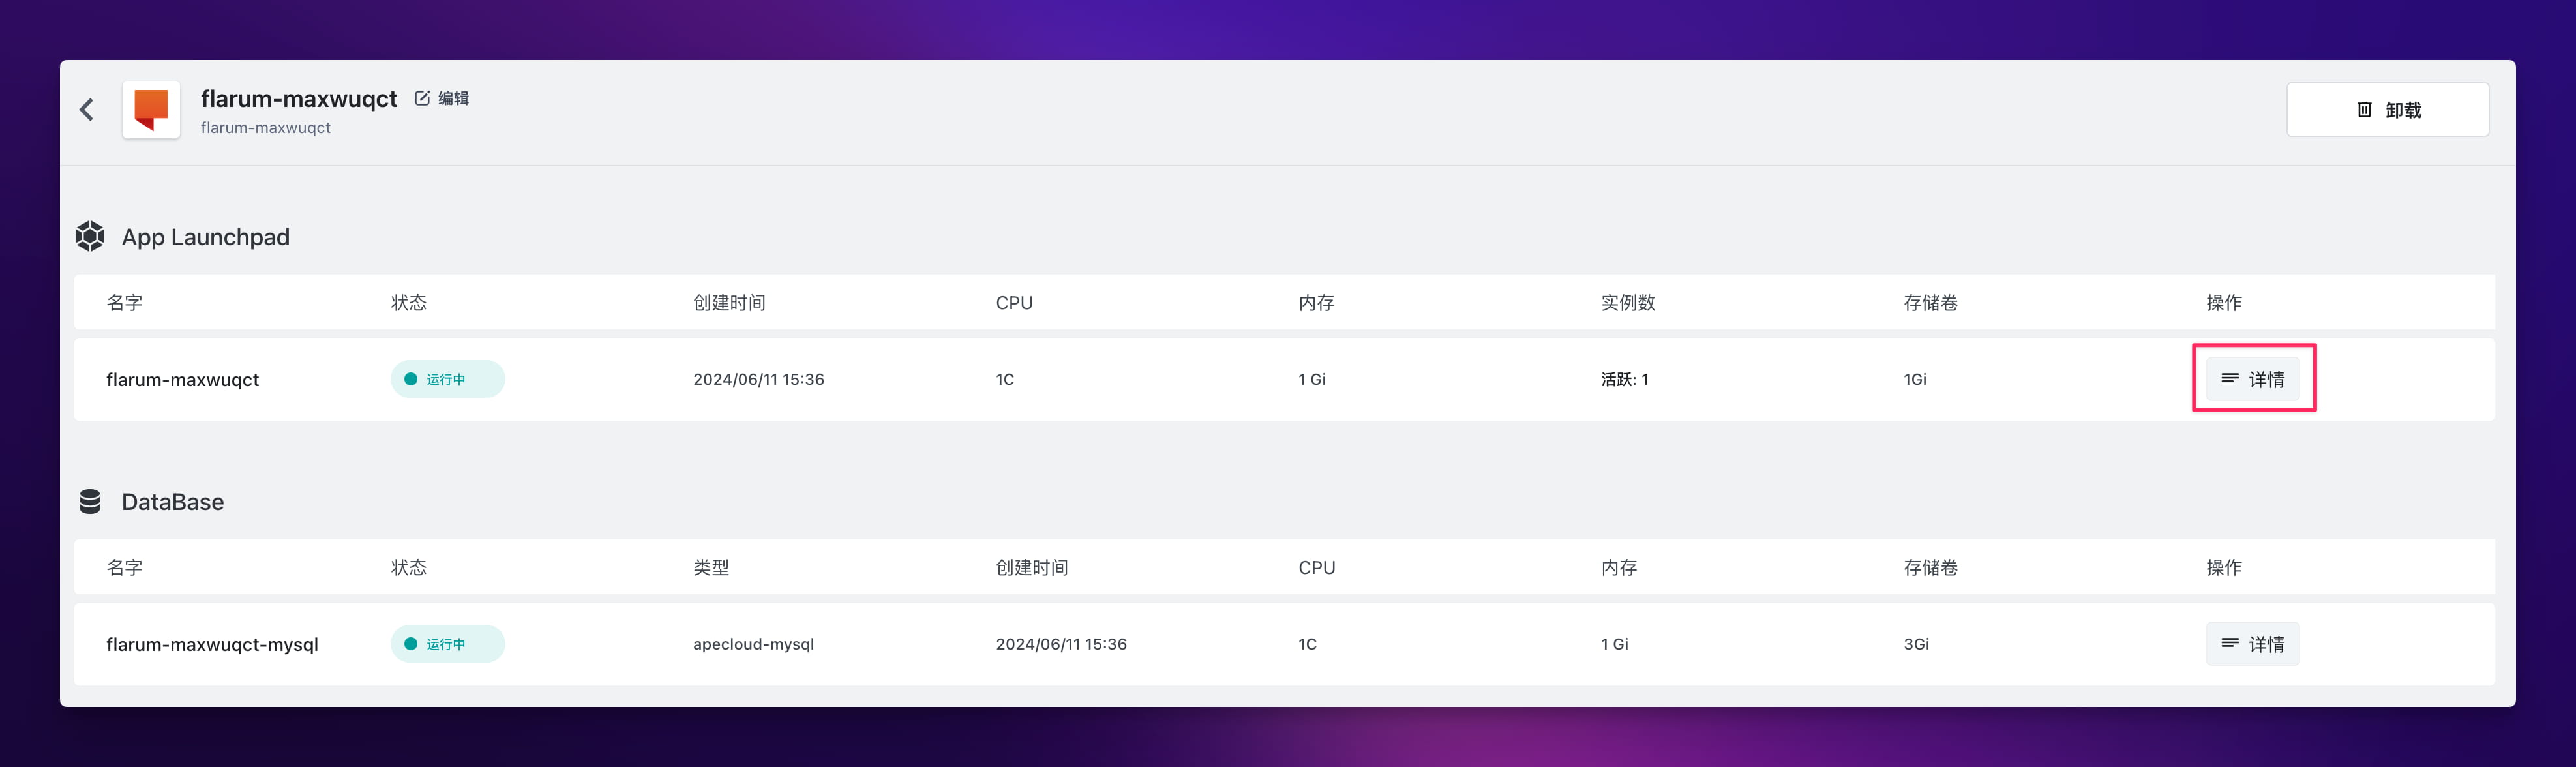 flarum-maxwuqct 编辑
flarum-maxwuqct
卸载
App Launchpad
名字 状态 创建时间 CPU 内存 实例数 存储卷 操作
flarum-maxwuqct 运行中 2024/06/11 15:36 1C 1 Gi 活跃: 1 1Gi 详情
DataBase
名字 状态 类型 创建时间 CPU 内存 存储卷 操作
flarum-maxwuqct-mysql 运行中 apecloud-mysql 2024/06/11 15:36 1C 1 Gi 3Gi 详情